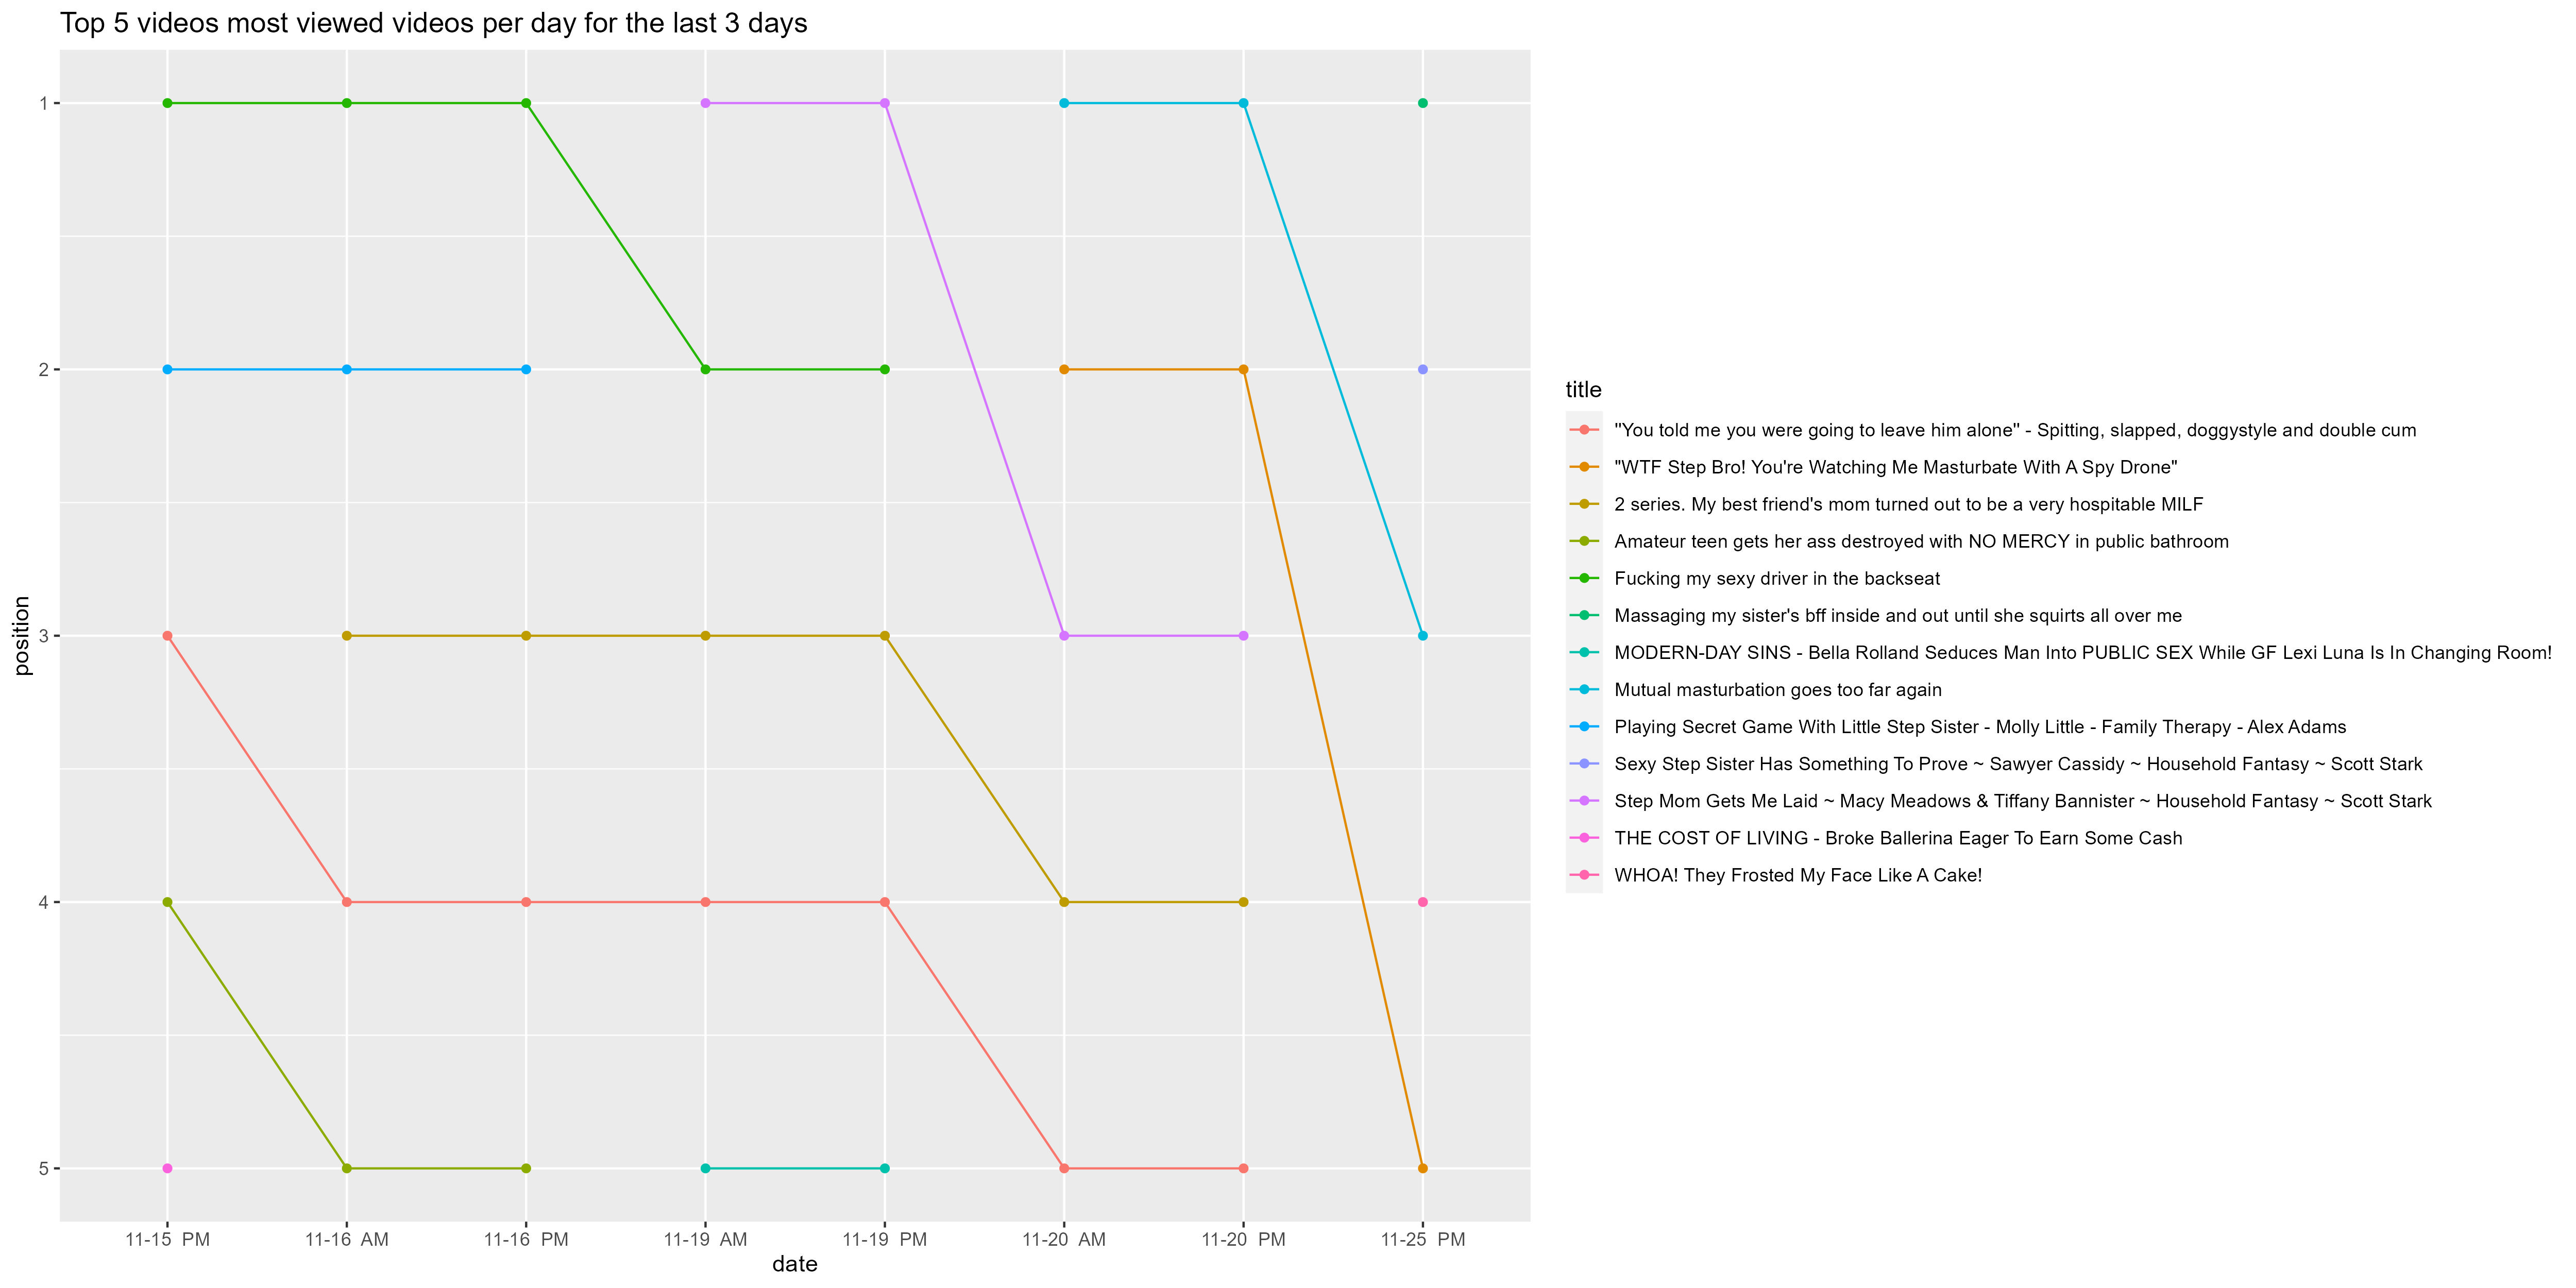 Top 5 videos most viewed videos per day for the last 3 days
1
2
3
4
5
position
11-15 PM
11-16 AM
11-16 PM
11-19 AM
11-19 PM
11-20 AM
11-20 PM
11-25 PM
date
title
"You told me you were going to leave him alone" - Spitting, slapped, doggystyle and double cum
"WTF Step Bro! You're Watching Me Masturbate With A Spy Drone"
2 series. My best friend's mom turned out to be a very hospitable MILF
Amateur teen gets her ass destroyed with NO MERCY in public bathroom
Fucking my sexy driver in the backseat
Massaging my sister's bff inside and out until she squirts all over me
MODERN-DAY SINS - Bella Rolland Seduces Man Into PUBLIC SEX While GF Lexi Luna Is In Changing Room!
Mutual masturbation goes too far again
Playing Secret Game With Little Step Sister - Molly Little - Family Therapy - Alex Adams
Sexy Step Sister Has Something To Prove ~ Sawyer Cassidy ~ Household Fantasy ~ Scott Stark
Step Mom Gets Me Laid ~ Macy Meadows & Tiffany Bannister ~ Household Fantasy ~ Scott Stark
THE COST OF LIVING - Broke Ballerina Eager To Earn Some Cash
WHOA! They Frosted My Face Like A Cake!